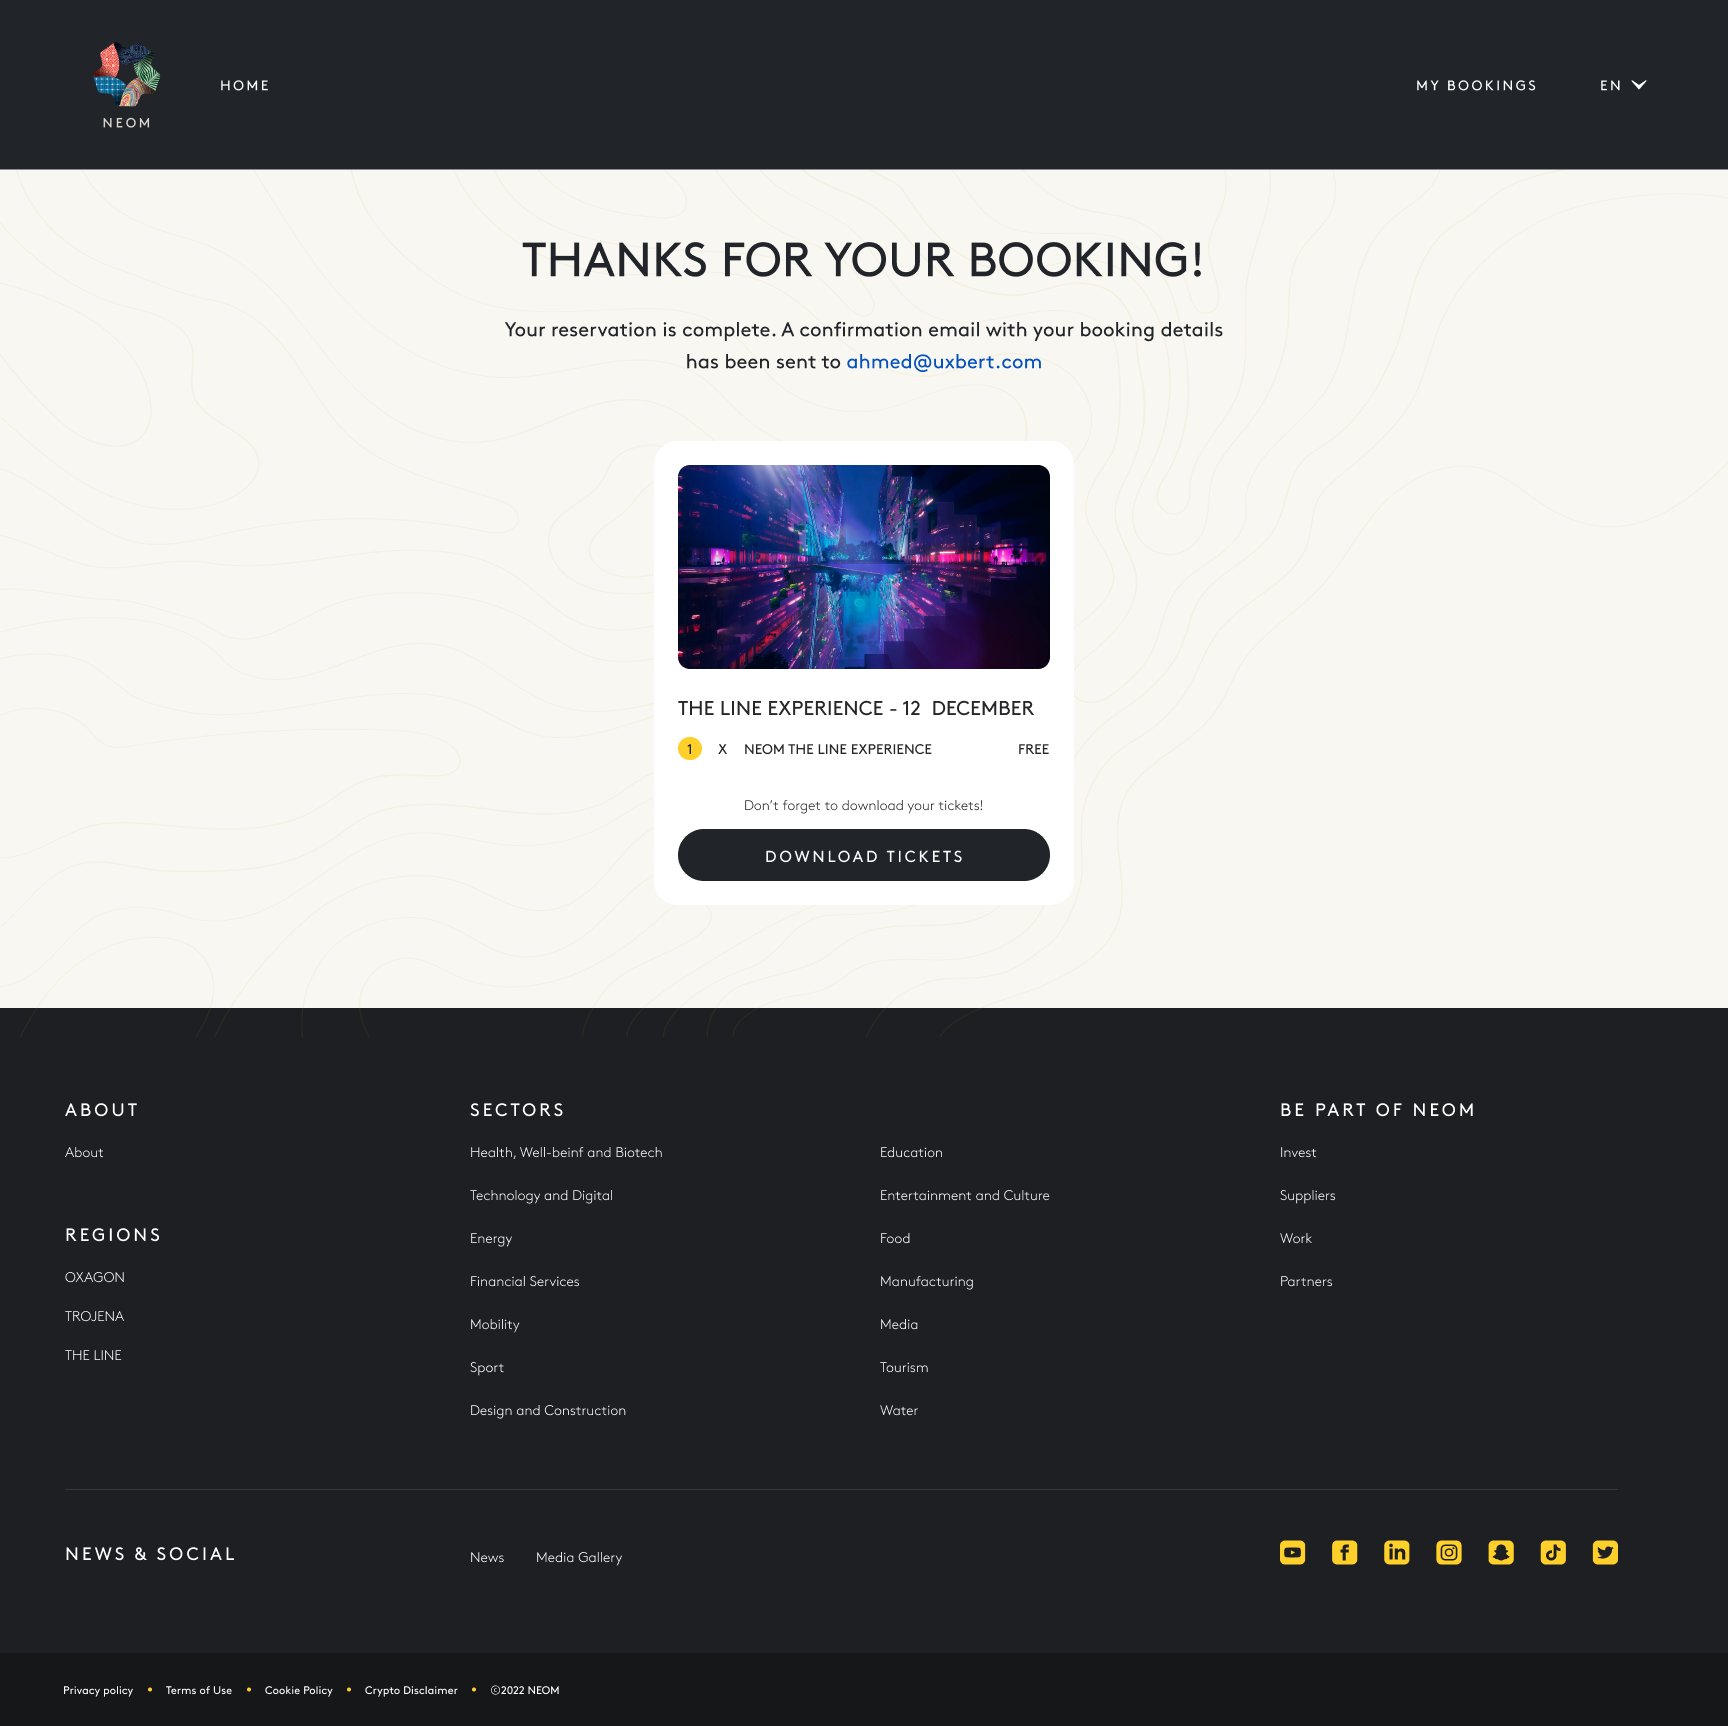 NEOM
HOME
MY BOOKINGS
EN
THANKS FOR YOUR BOOKING!
Your reservation is complete. A confirmation email with your booking details
has been sent to ahmed@uxbert.com
THE LINE EXPERIENCE - 12 DECEMBER
1 X NEOM THE LINE EXPERIENCE FREE
Don’t forget to download your tickets!
DOWNLOAD TICKETS
ABOUT
About
REGIONS
OXAGON
TROJENA
THE LINE
SECTORS
Health, Well-beinf and Biotech
Technology and Digital
Energy
Financial Services
Mobility
Sport
Design and Construction
Education
Entertainment and Culture
Food
Manufacturing
Media
Tourism
Water
BE PART OF NEOM
Invest
Suppliers
Work
Partners
NEWS & SOCIAL
News
Media Gallery
Privacy policy • Terms of Use • Cookie Policy • Crypto Disclaimer • ©2022 NEOM